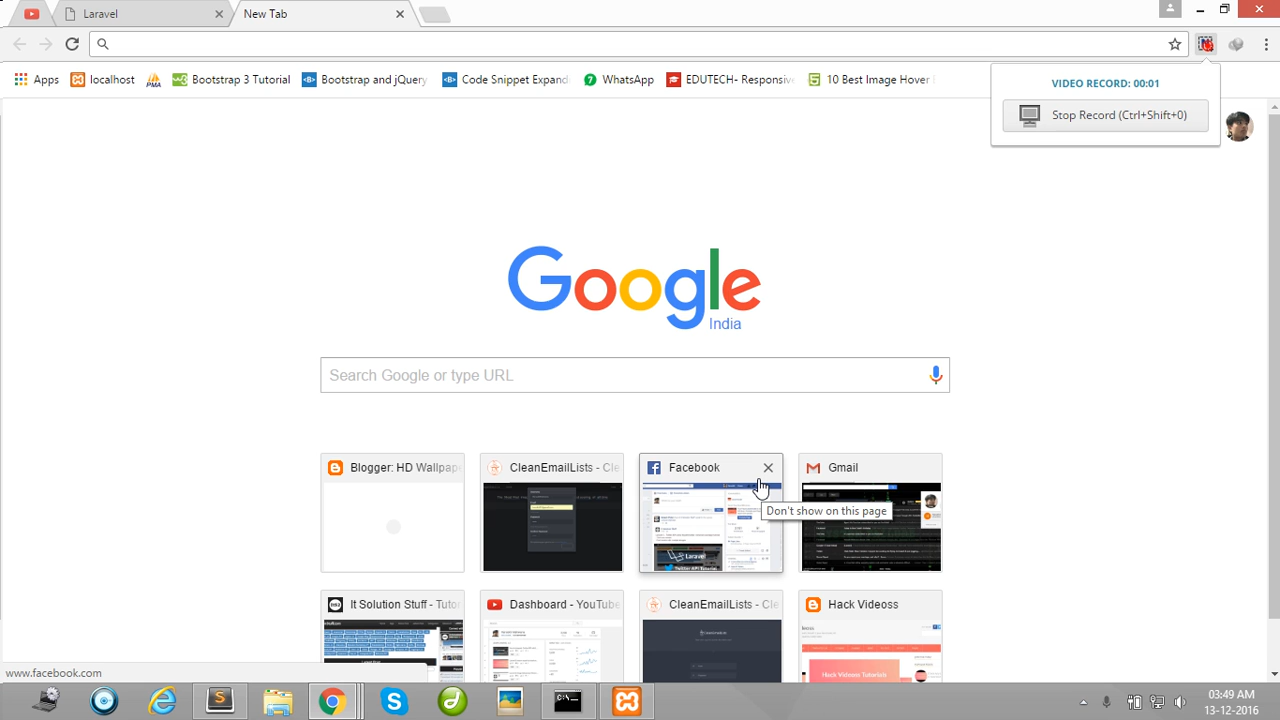 Laravel
New Tab
Apps
localhost
Bootstrap 3 Tutorial
Bootstrap and jQuery
Code Snippet Expand
WhatsApp
EDUTECH- Responsive
10 Best Image Hover
VIDEO RECORD: 00:01
Stop Record (Ctrl+Shift+0)
Google
India
Search Google or type URL
Blogger: HD Wallpap
CleanEmailLists - Cle
Facebook
Gmail
Don't show on this page
It Solution Stuff - Tutor
Dashboard - YouTube
CleanEmailLists - Cle
Hack Videoss
Hack Videoss Tutorials
www.facebook.com
03:49 AM
13-12-2016